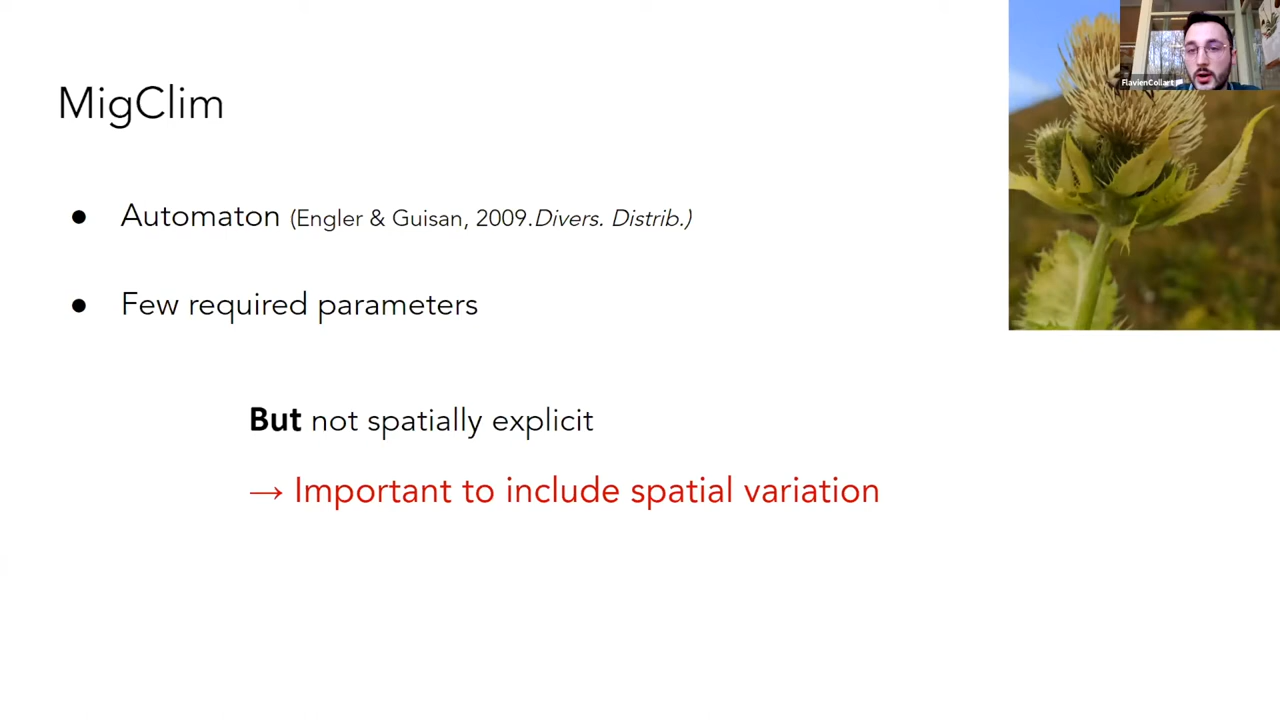 FlavienCollart
MigClim
● Automaton (Engler & Guisan, 2009.Divers. Distrib.)
● Few required parameters
But not spatially explicit
→ Important to include spatial variation